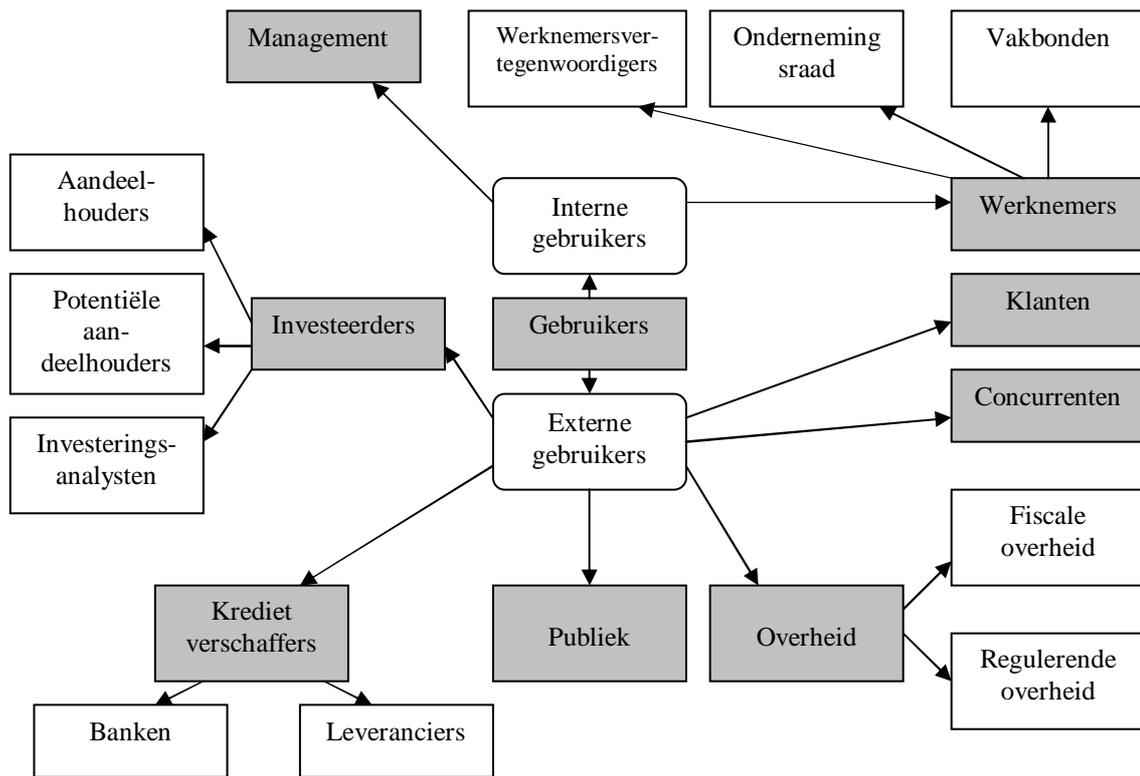 Management
Werknemersver-
tegenwoordigers
Onderneming
sraad
Vakbonden
Aandeel-
houders
Interne
gebruikers
Werknemers
Potentiële
aan-
deelhouders
Investeerders
Gebruikers
Klanten
Concurrenten
Investerings-
analysten
Externe
gebruikers
Fiscale
overheid
Krediet
verschaffers
Publiek
Overheid
Regulerende
overheid
Banken
Leveranciers